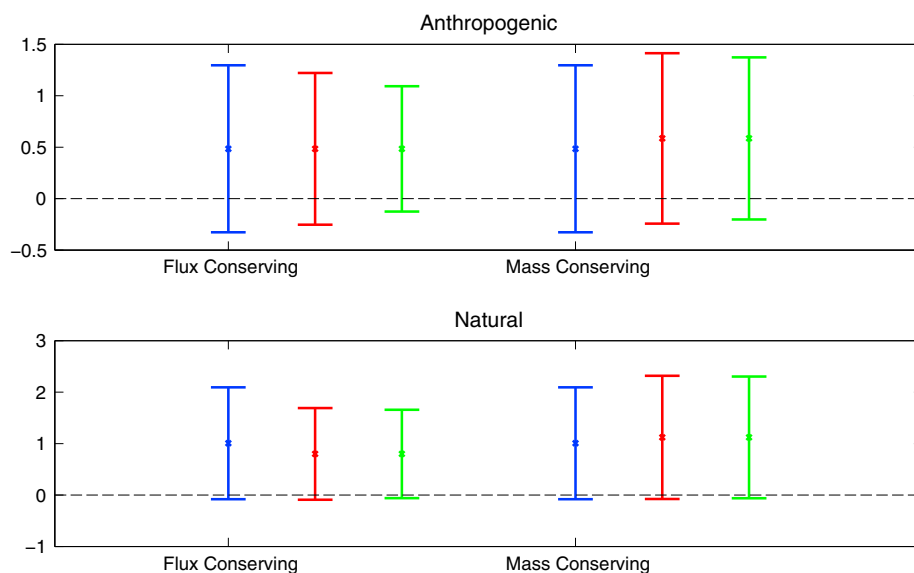 Anthropogenic
1.5
1
0.5
0
−0.5
Flux Conserving Mass Conserving
Natural
3
2
1
0
−1
Flux Conserving Mass Conserving